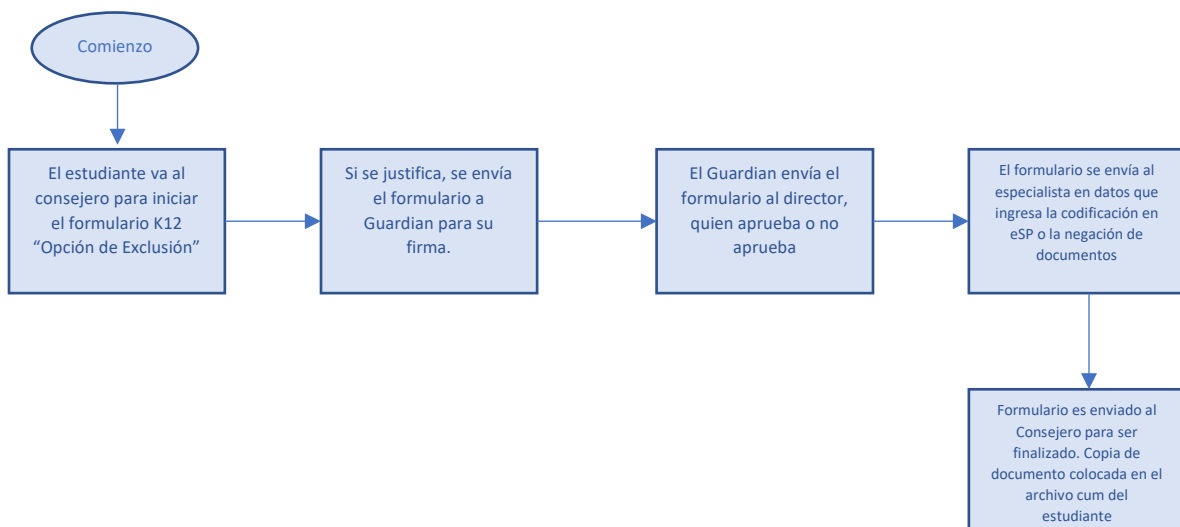 Comienzo
El estudiante va al
consejero para iniciar
el formulario K12
“Opción de Exclusión”
Si se justifica, se envía
el formulario a
Guardian para su
firma.
El Guardian envía el
formulario al director,
quien aprueba o no
aprueba
El formulario se envía al
especialista en datos que
ingresa la codificación en
eSP o la negación de
documentos
Formulario es enviado al
Consejero para ser
finalizado. Copia de
documento colocada en el
archivo cum del
estudiante